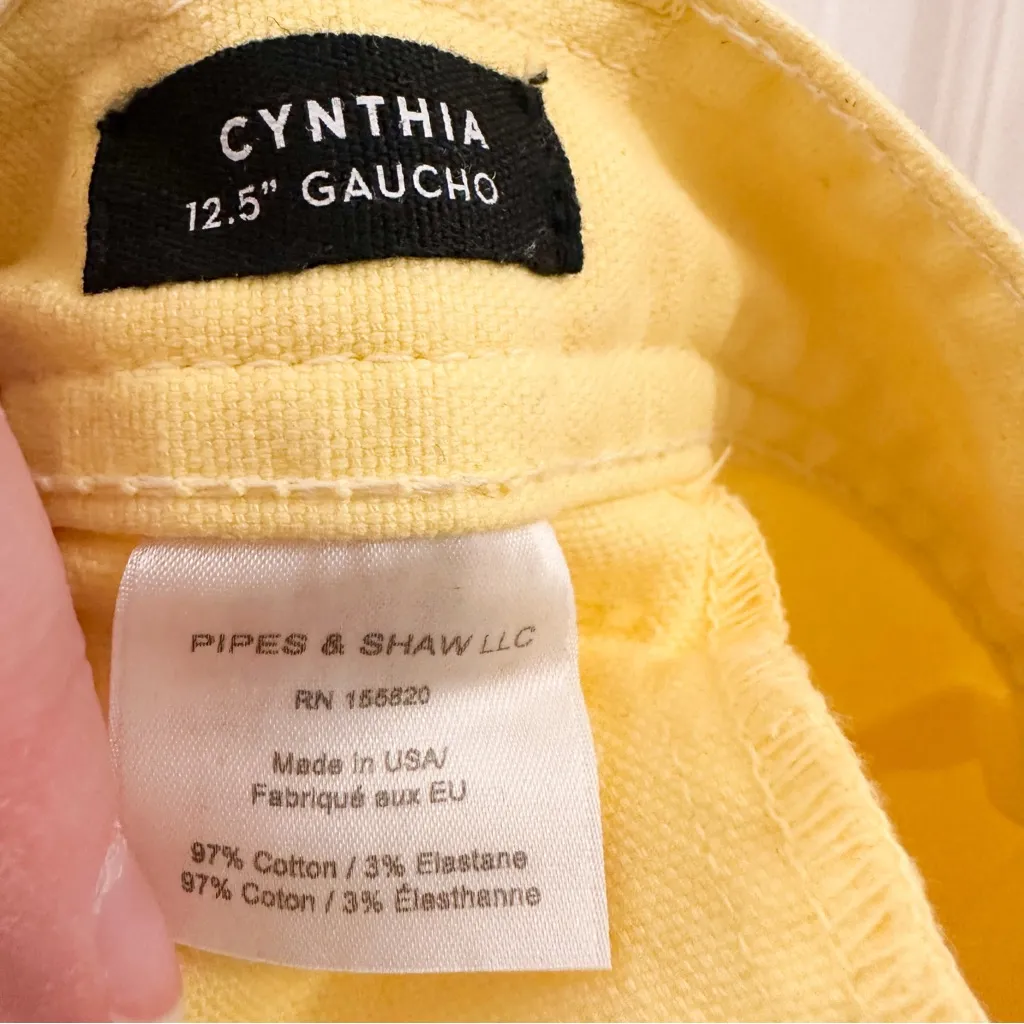 CYNTHIA
12.5" GAUCHO
PIPES & SHAW LLC
RN 155820
Made in USA/
Fabriqué aux EU
97% Cotton / 3% Elastane
97% Coton / 3% Élesthanne